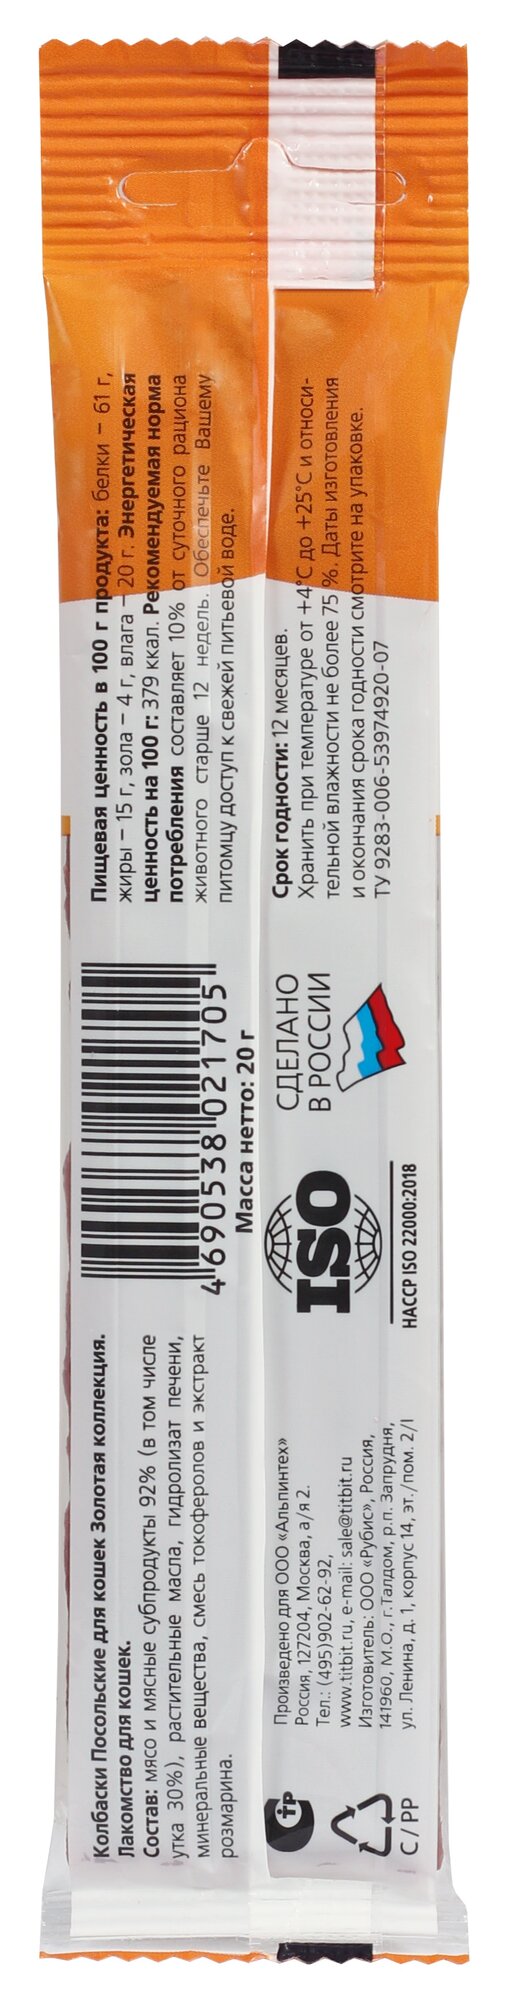 Колбаски Посольские для кошек Золотая коллекция.
Лакомство для кошек.
Состав: мясо и мясные субпродукты 92% (в том числе
утка 30%), растительные масла, гидролизат печени,
минеральные вещества, смесь токоферолов и экстракт
розмарина.
4 690538 021705
Масса нетто: 20 г
Пищевая ценность в 100 г продукта: белки – 61 г,
жиры – 15 г, зола – 4 г, влага – 20 г. Энергетическая
ценность на 100 г: 379 ккал. Рекомендуемая норма
потребления составляет 10% от суточного рациона
животного старше 12 недель. Обеспечьте Вашему
питомцу доступ к свежей питьевой воде.
Произведено для ООО «Альпинтех»
Россия, 127204, Москва, а/я 2.
Тел.: (495)902-62-92,
www.titbit.ru, e-mail: sale@titbit.ru
Изготовитель: ООО «Рубис», Россия,
141960, М.О., г. Талдом, р.п. Запрудня,
ул. Ленина, д. 1, корпус 14, эт./пом. 2/I
C / PP
ISO
HACCP ISO 22000:2018
СДЕЛАНО
В РОССИИ
Срок годности: 12 месяцев.
Хранить при температуре от +4°С до +25°С и относи-
тельной влажности не более 75 %. Даты изготовления
и окончания срока годности смотрите на упаковке.
ТУ 9283-006-53974920-07